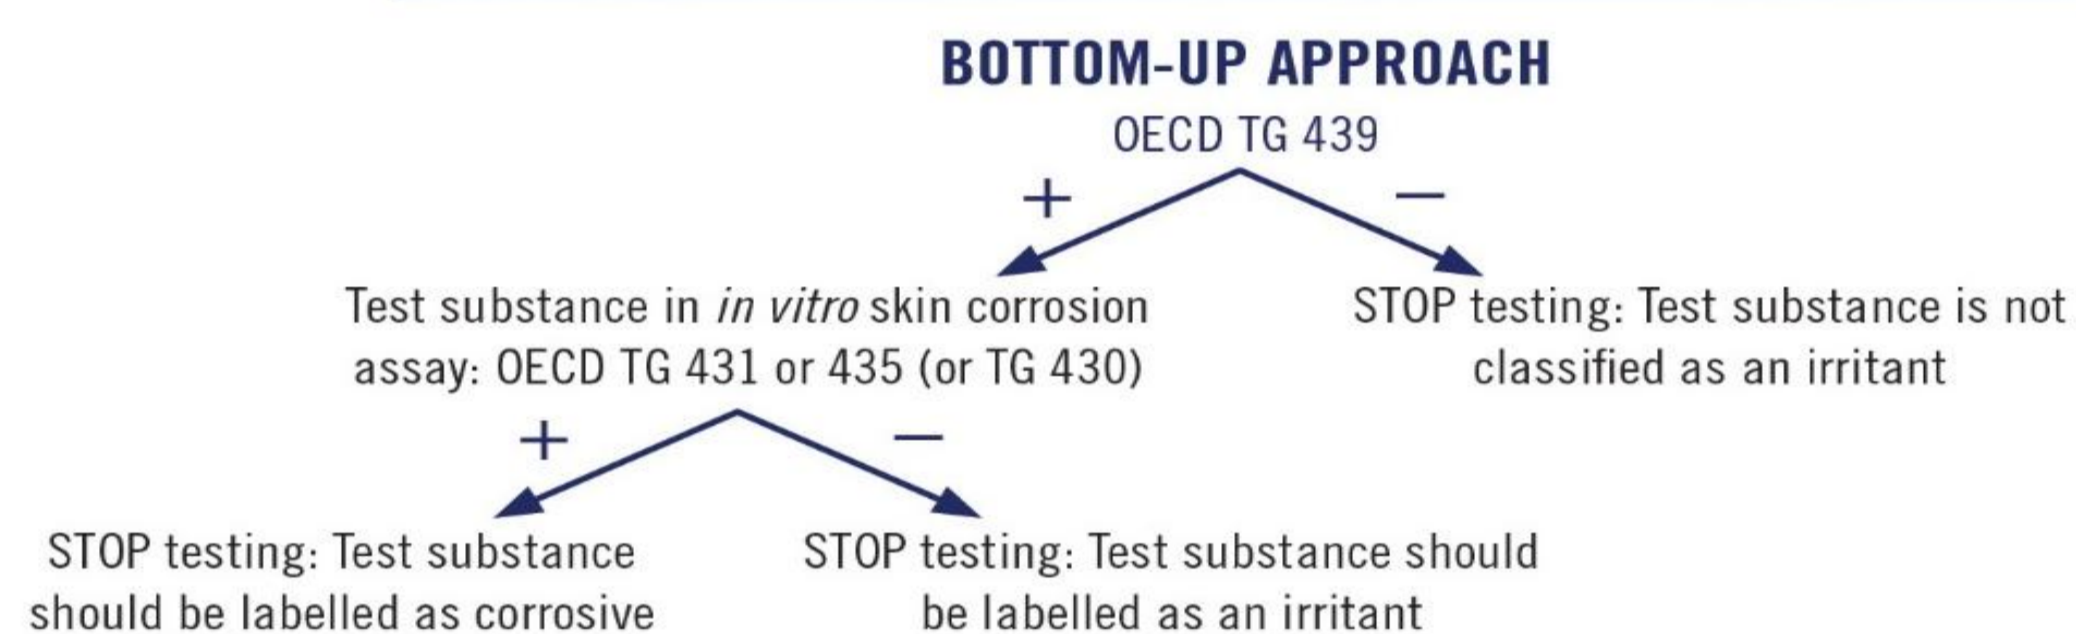 BOTTOM-UP APPROACH
OECD TG 439
+
—
Test substance in in vitro skin corrosion
assay: OECD TG 431 or 435 (or TG 430)
STOP testing: Test substance is not
classified as an irritant
+
—
STOP testing: Test substance
should be labelled as corrosive
STOP testing: Test substance should
be labelled as an irritant